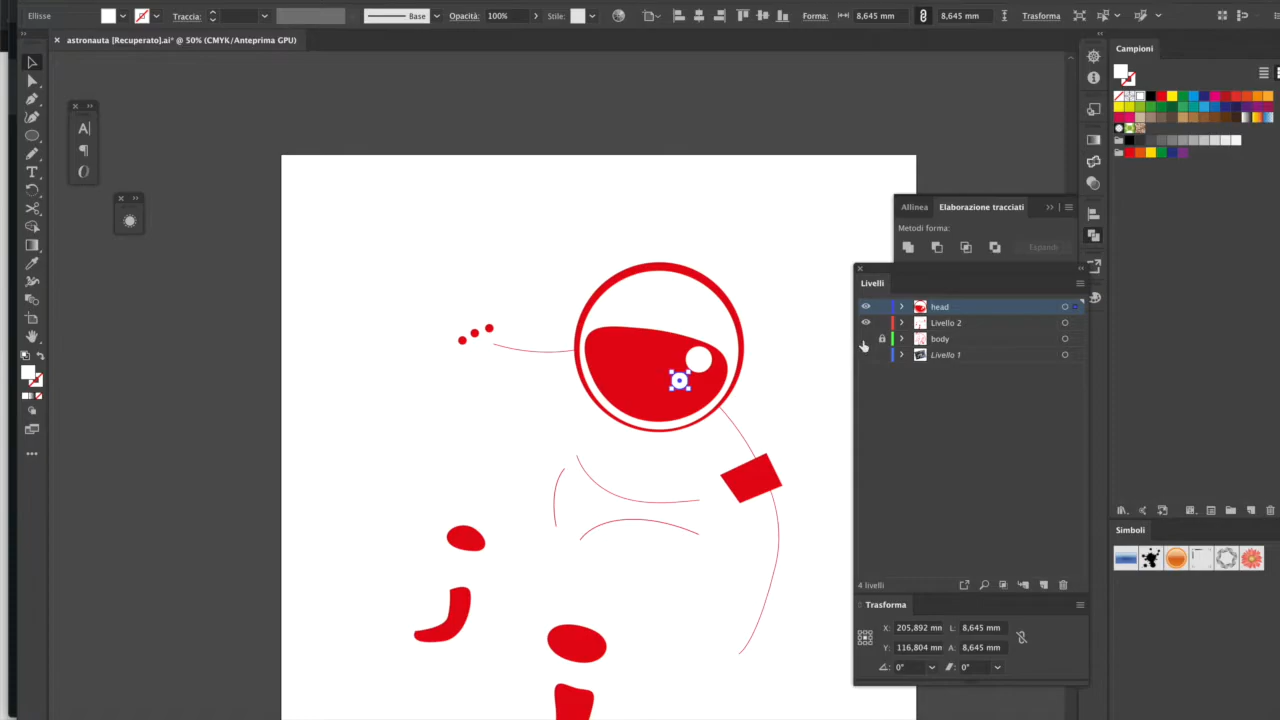 Ellisse
Traccia:
Base
Opacità:
100%
Stile:
Forma:
8,645 mm
8,645 mm
Trasforma
astronauta [Recuperato].ai* @ 50% (CMYK/Anteprima GPU)
Campioni
Allinea
Elaborazione tracciati
Metodi forma:
Espandi
Livelli
head
Livello 2
body
Livello 1
4 livelli
Simboli
Trasforma
X: 205,892 mm L: 8,645 mm
Y: 116,804 mm A: 8,645 mm
0° 0°